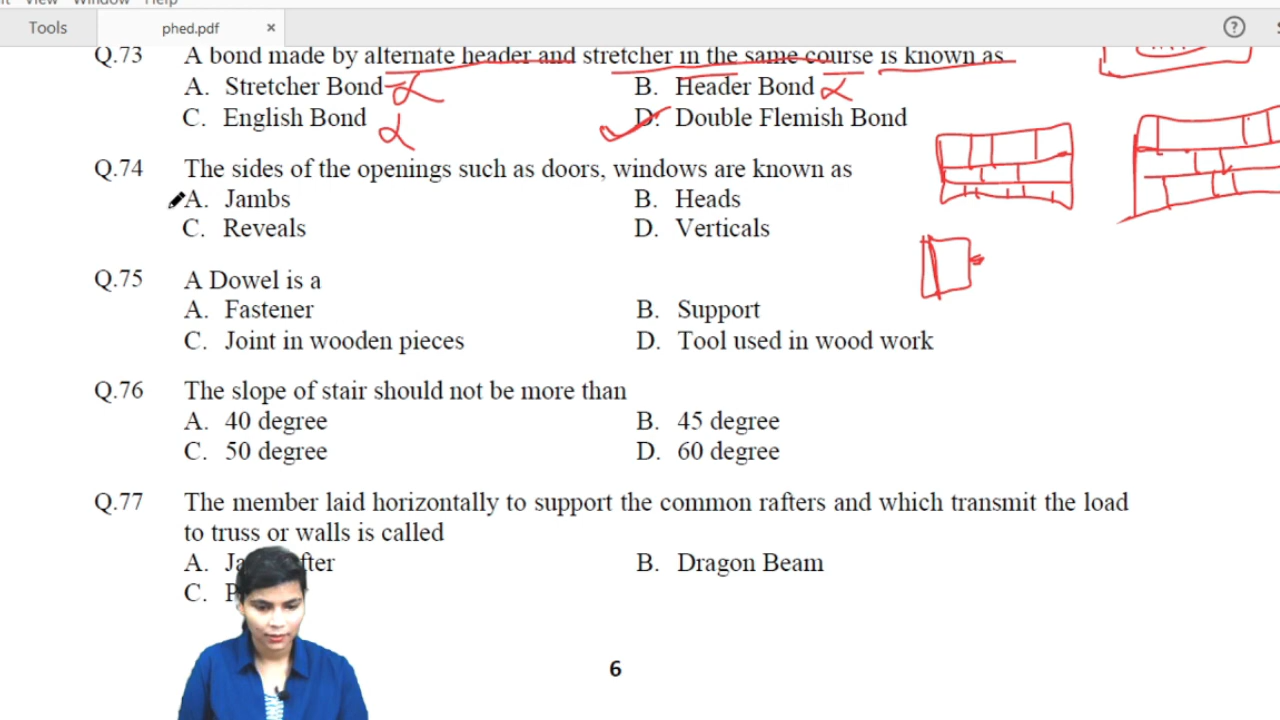 View Window Help
Tools phed.pdf × ?
Q.73 A bond made by alternate header and stretcher in the same course is known as
A. Stretcher Bond B. Header Bond
C. English Bond D. Double Flemish Bond
Q.74 The sides of the openings such as doors, windows are known as
A. Jambs B. Heads
C. Reveals D. Verticals
Q.75 A Dowel is a
A. Fastener B. Support
C. Joint in wooden pieces D. Tool used in wood work
Q.76 The slope of stair should not be more than
A. 40 degree B. 45 degree
C. 50 degree D. 60 degree
Q.77 The member laid horizontally to support the common rafters and which transmit the load
to truss or walls is called
A. B. Dragon Beam
C.
6